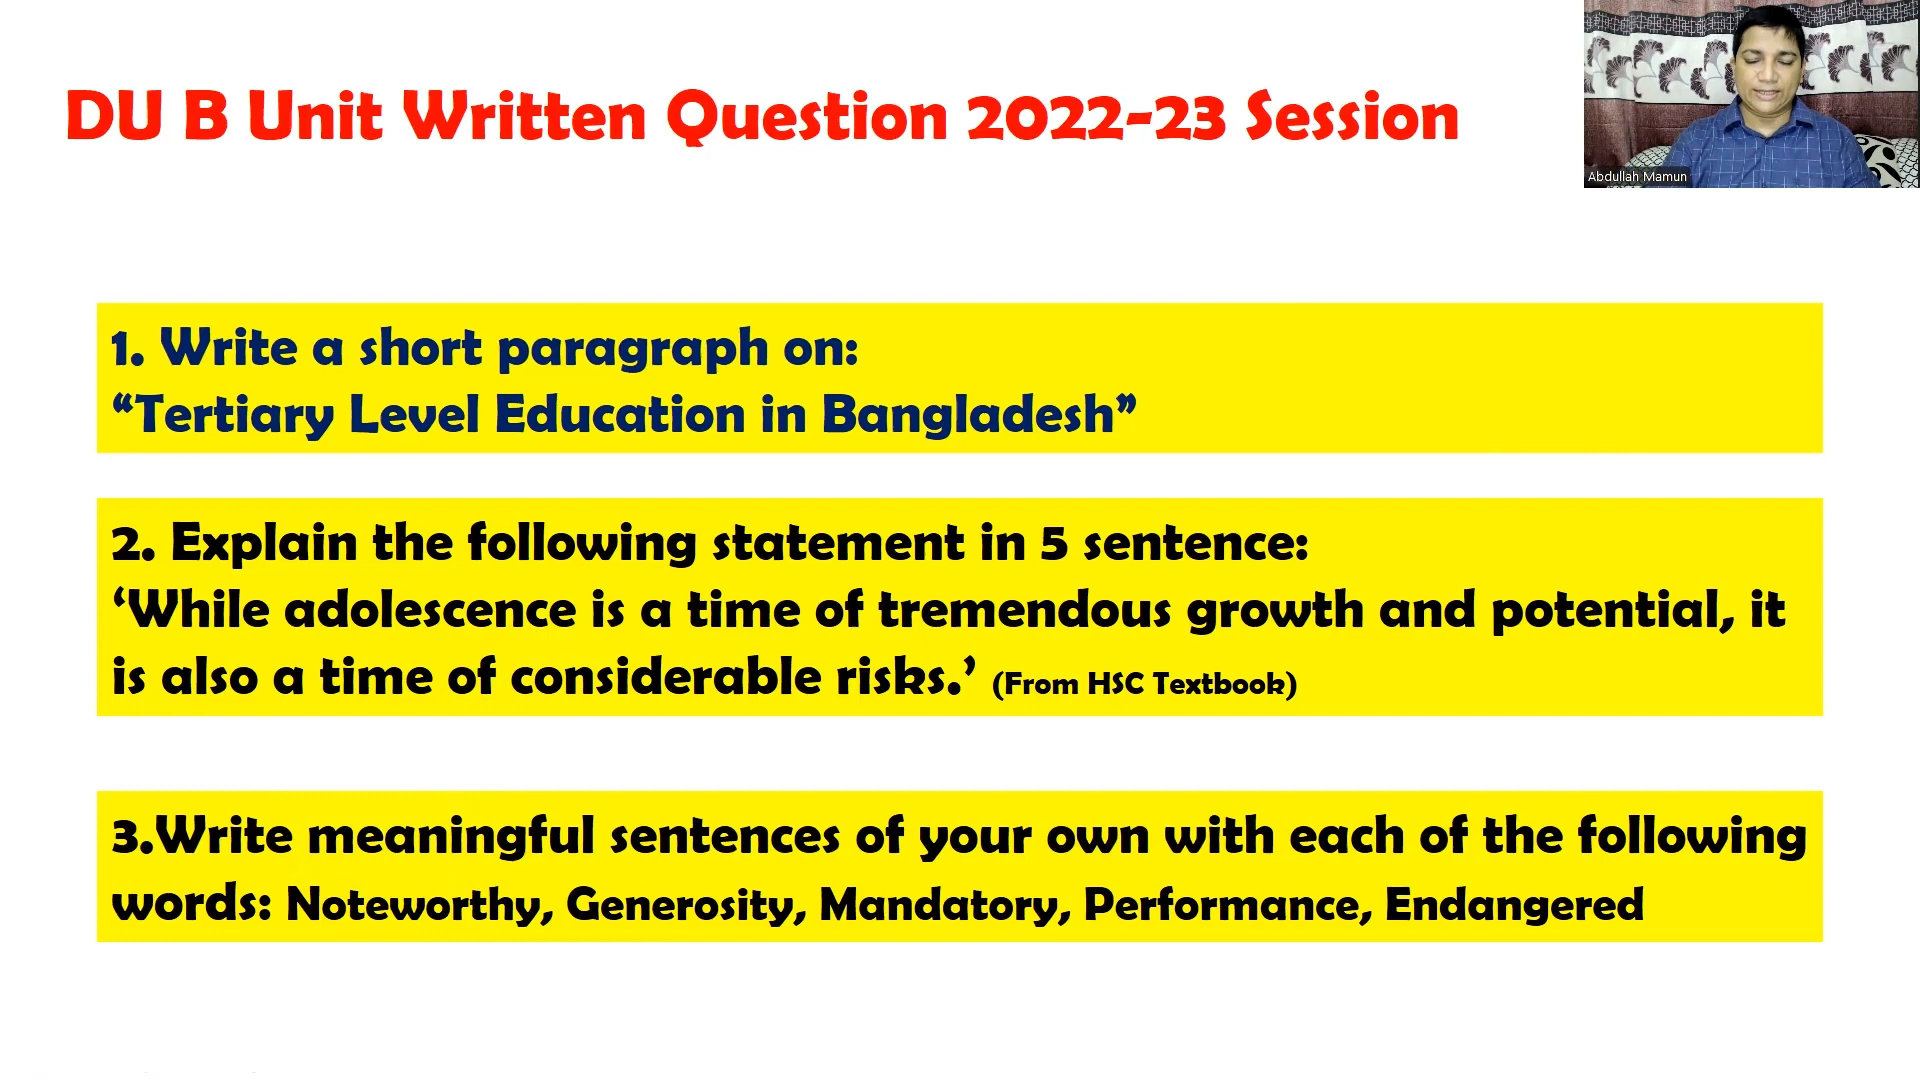 DU B Unit Written Question 2022-23 Session
Abdullah Mamun
1. Write a short paragraph on:
“Tertiary Level Education in Bangladesh”
2. Explain the following statement in 5 sentence:
‘While adolescence is a time of tremendous growth and potential, it
is also a time of considerable risks.’ (From HSC Textbook)
3.Write meaningful sentences of your own with each of the following
words: Noteworthy, Generosity, Mandatory, Performance, Endangered